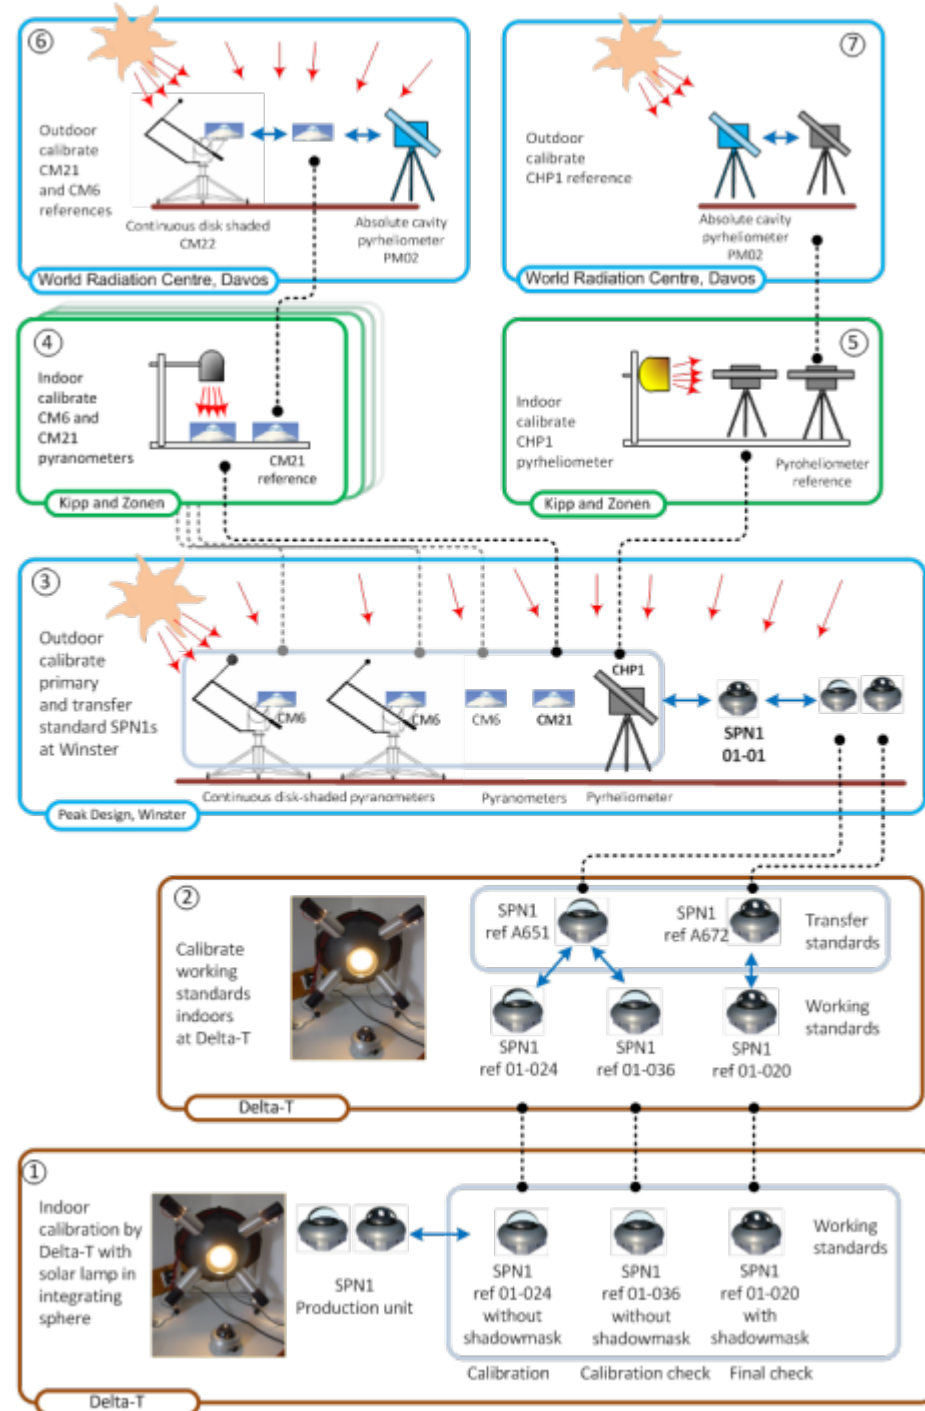 ⑥
Outdoor
calibrate
CM21
and CM6
references
Continuous disk shaded
CM22
Absolute cavity
pyrheliometer
PM02
World Radiation Centre, Davos
⑦
Outdoor
calibrate
CHP1 reference
Absolute cavity
pyrheliometer
PM02
World Radiation Centre, Davos
④
Indoor
calibrate
CM6 and
CM21
pyranometers
CM21
reference
Kipp and Zonen
⑤
Indoor
calibrate
CHP1
pyrheliometer
Pyroheliometer
reference
Kipp and Zonen
③
Outdoor
calibrate
primary
and transfer
standard SPN1s
at Winster
CM6
CM6
CM6
CM21
CHP1
SPN1
01-01
Continuous disk-shaded pyranometers
Pyranometers
Pyrheliometer
Peak Design, Winster
②
Calibrate
working
standards
indoors
at Delta-T
SPN1
ref A651
SPN1
ref A672
Transfer
standards
Working
standards
SPN1
ref 01-024
SPN1
ref 01-036
SPN1
ref 01-020
Delta-T
①
Indoor
calibration by
Delta-T with
solar lamp in
integrating
sphere
SPN1
Production unit
Working
standards
SPN1
ref 01-024
without
shadowmask
SPN1
ref 01-036
without
shadowmask
SPN1
ref 01-020
with
shadowmask
Calibration
Calibration check
Final check
Delta-T